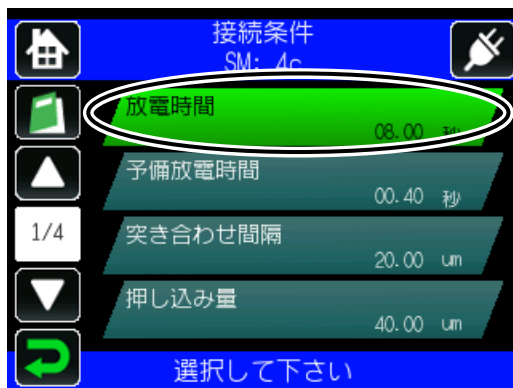 接続条件
SM: 4c
放電時間
08.00 秒
予備放電時間
00.40 秒
1/4
突き合わせ間隔
20.00 um
押し込み量
40.00 um
選択して下さい